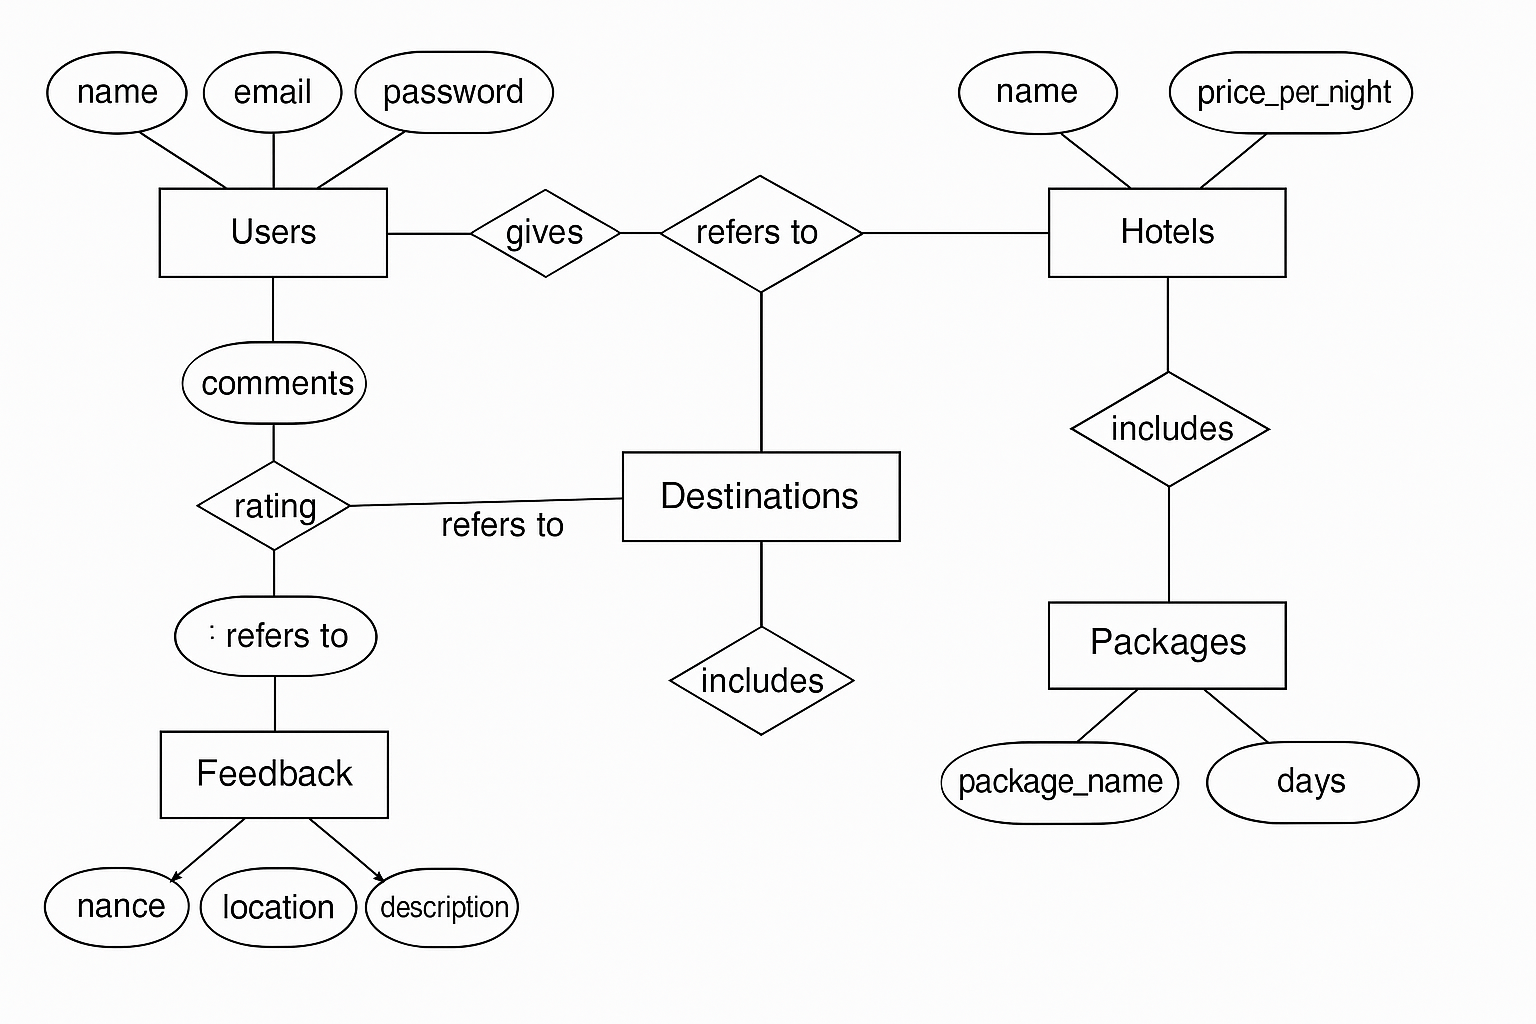 name
email
password
name
price_per_night
Users
gives
refers to
Hotels
comments
includes
rating
refers to
Destinations
: refers to
includes
Packages
Feedback
package_name
days
nance
location
description